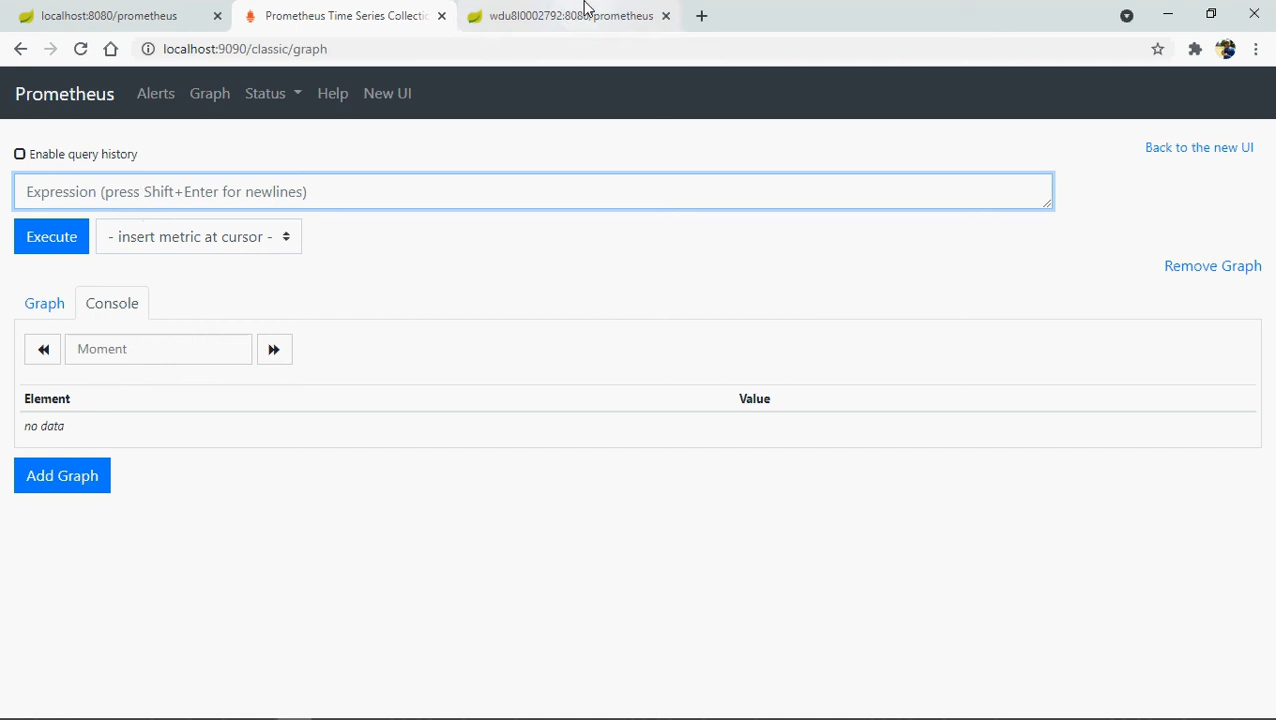 localhost:8080/prometheus
Prometheus Time Series Collectio
wdu8l0002792:8080/prometheus
localhost:9090/classic/graph
Prometheus Alerts Graph Status Help New UI
Enable query history
Back to the new UI
Expression (press Shift+Enter for newlines)
Execute
- insert metric at cursor -
Remove Graph
Graph Console
Moment
Element Value
no data
Add Graph